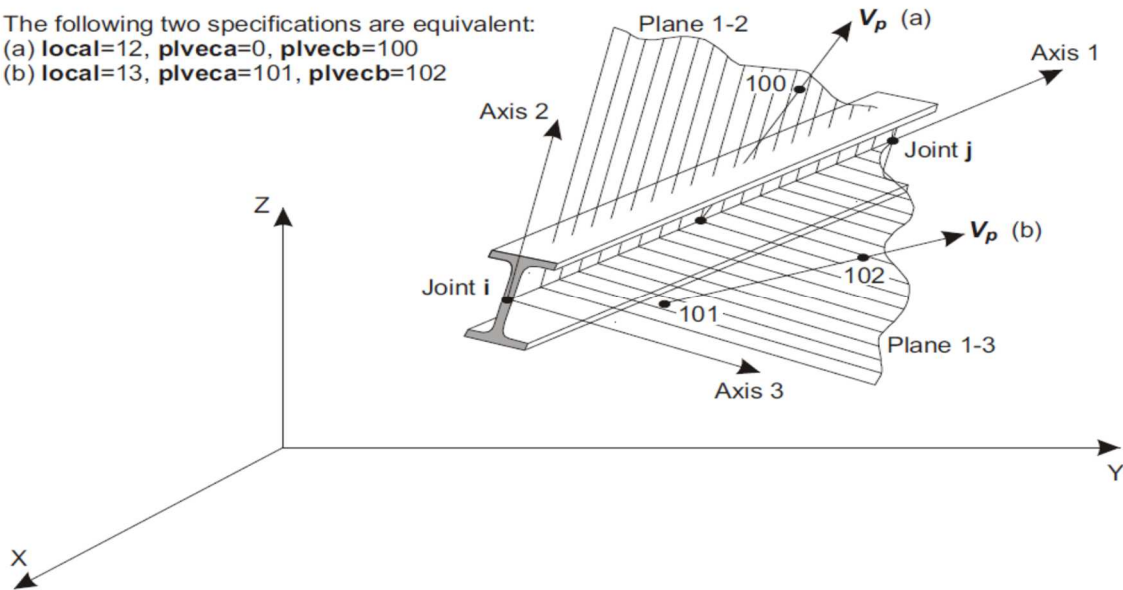 The following two specifications are equivalent:
(a) local=12, plveca=0, plvecb=100
(b) local=13, plveca=101, plvecb=102
Plane 1-2
Vp (a)
Axis 1
100
Axis 2
Joint j
Z
Vp (b)
102
Joint i
101
Plane 1-3
Axis 3
Y
X